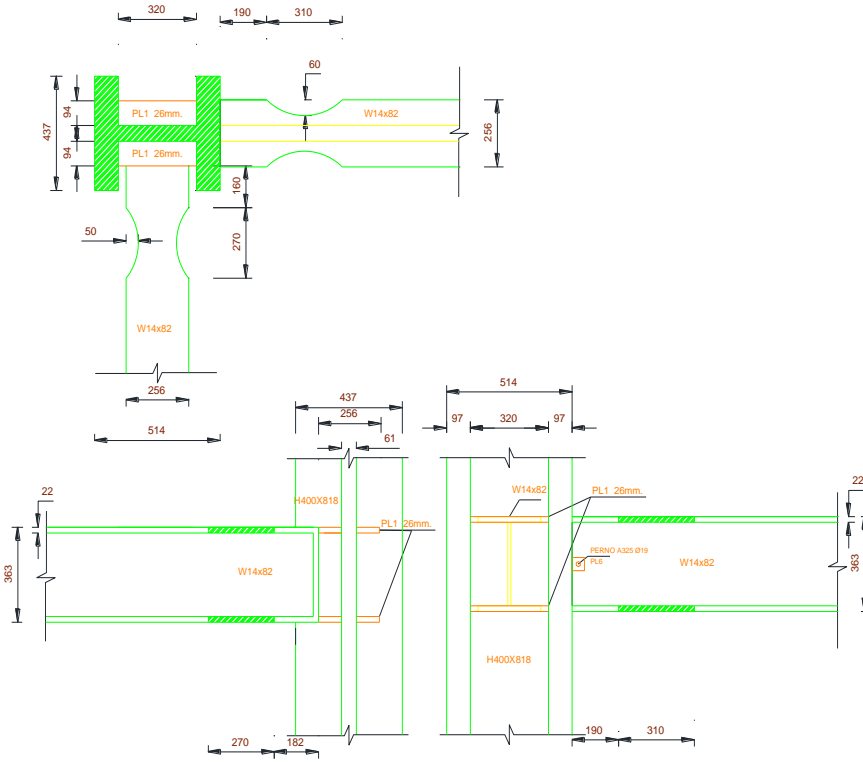 320
190
310
60
PL1 26mm.
W14x82
94
437
256
94
PL1 26mm.
160
50
270
W14x82
256
514
437
256
61
514
97
320
97
22
H400X818
PL1 26mm.
W14x82
PL1 26mm.
22
363
W14x82
PERNO A325 Ø19
PL6
W14x82
363
H400X818
270
182
190
310